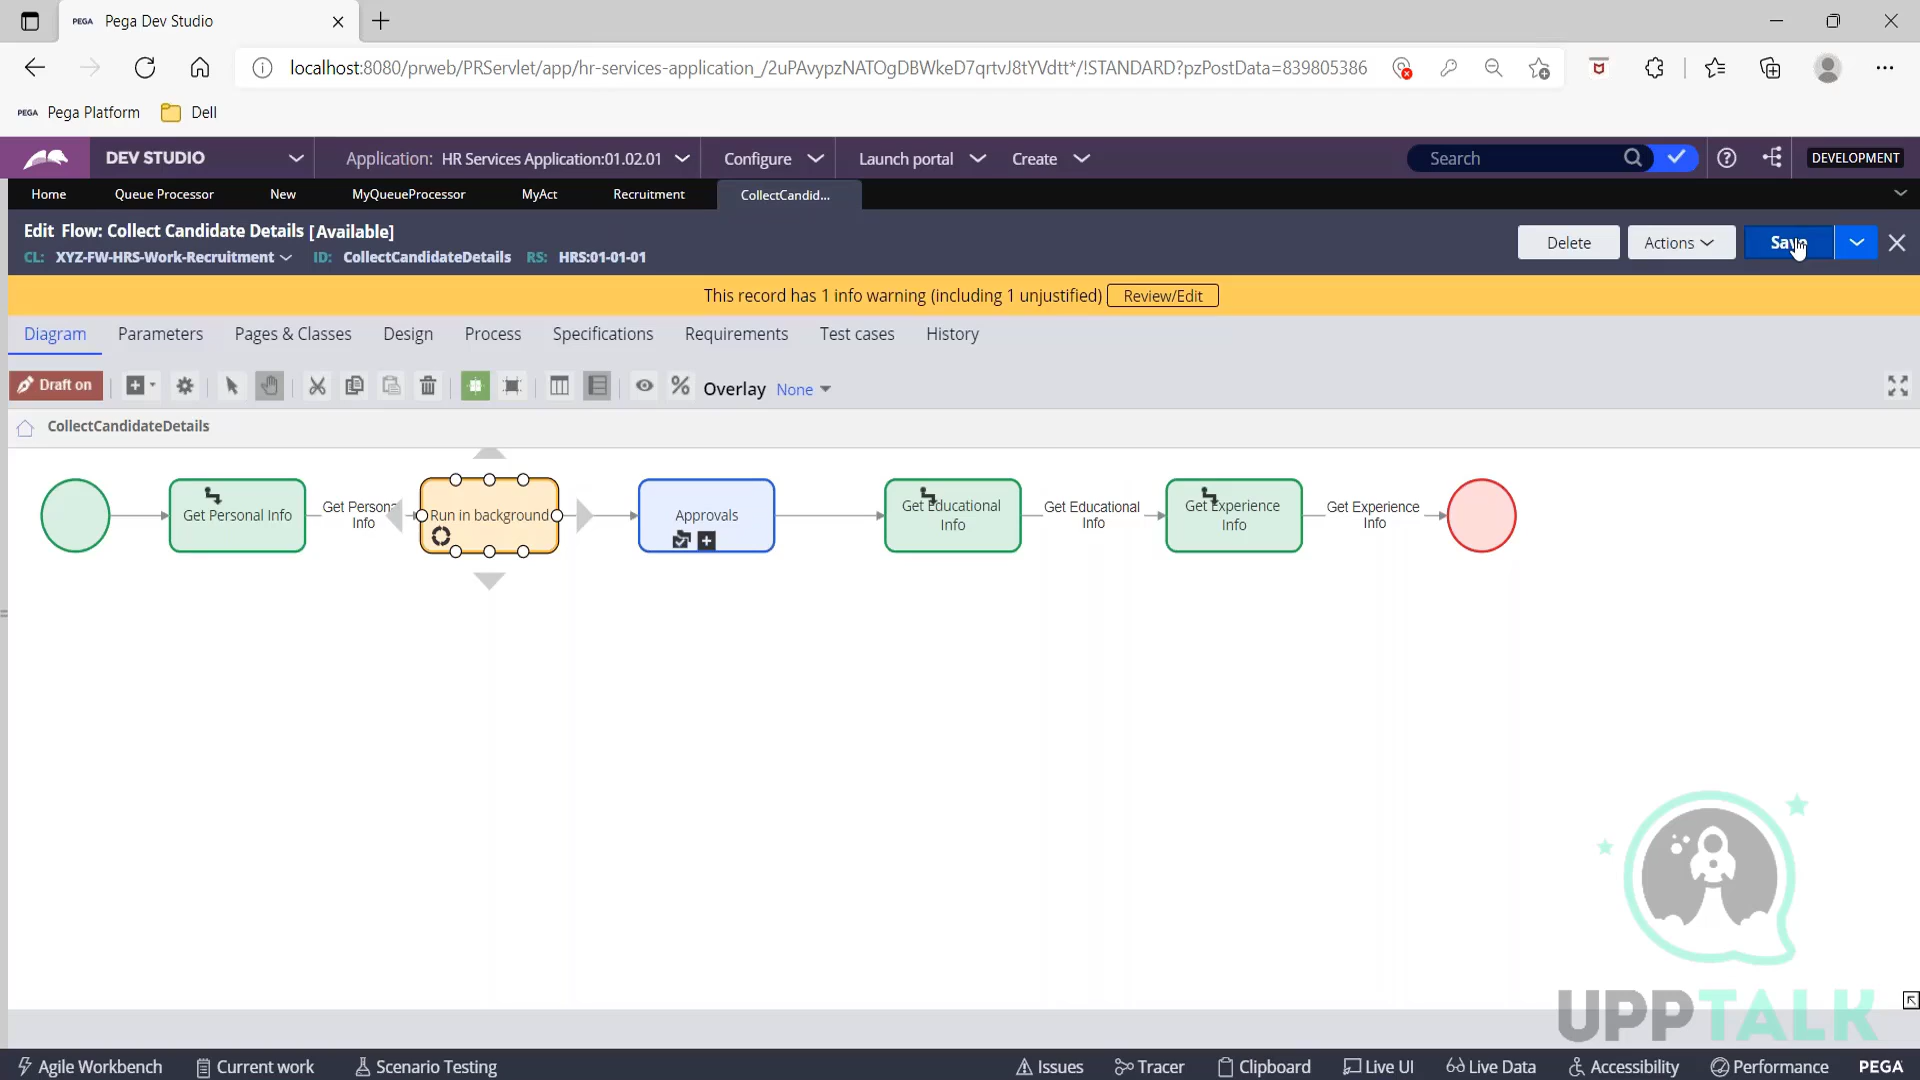 PEGA Pega Dev Studio
localhost:8080/prweb/PRServlet/app/hr-services-application_/2uPAvypzNATOgDBWkeD7qrtvJ8tYVdtt*/!STANDARD?pzPostData=839805386
PEGA Pega Platform Dell
DEV STUDIO Application: HR Services Application:01.02.01 Configure Launch portal Create Search DEVELOPMENT
Home Queue Processor New MyQueueProcessor MyAct Recruitment CollectCandid...
Edit Flow: Collect Candidate Details [Available]
Delete Actions Save
CL: XYZ-FW-HRS-Work-Recruitment ID: CollectCandidateDetails RS: HRS:01-01-01
This record has 1 info warning (including 1 unjustified) Review/Edit
Diagram Parameters Pages & Classes Design Process Specifications Requirements Test cases History
Draft on Overlay None
CollectCandidateDetails
Get Personal Info
Get Persona
Info
Run in background
Approvals
Get Educational
Info
Get Educational
Info
Get Experience
Info
Get Experience
Info
UPPTALK
Agile Workbench Current work Scenario Testing Issues Tracer Clipboard Live UI Live Data Accessibility Performance PEGA